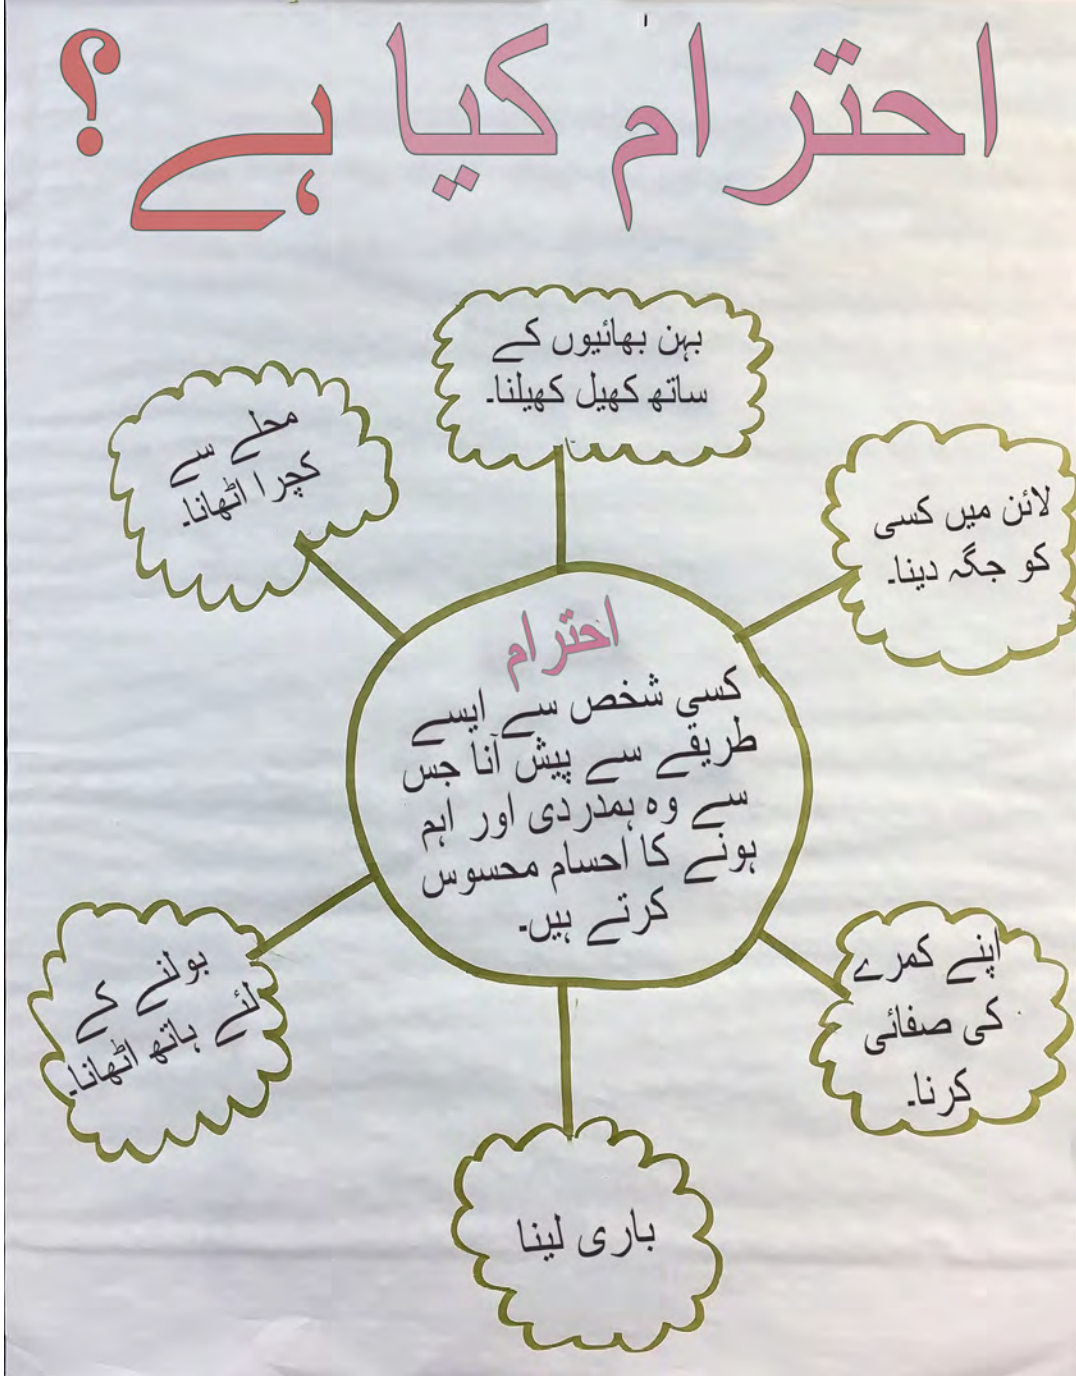 احترام کیا ہے؟
بہن بھائیوں کے
ساتھ کھیل کھیلنا۔
محلے سے
کچرا اٹھانا۔
لائن میں کسی
کو جگہ دینا۔
احترام
کسی شخص سے ایسے
طریقے سے پیش آنا جس
سے وہ ہمدردی اور اہم
ہونے کا احسام محسوس
کرتے ہیں۔
بولنے کے
لئے ہاتھ اٹھانا۔
اپنے کمرے
کی صفائی
کرنا۔
باری لینا